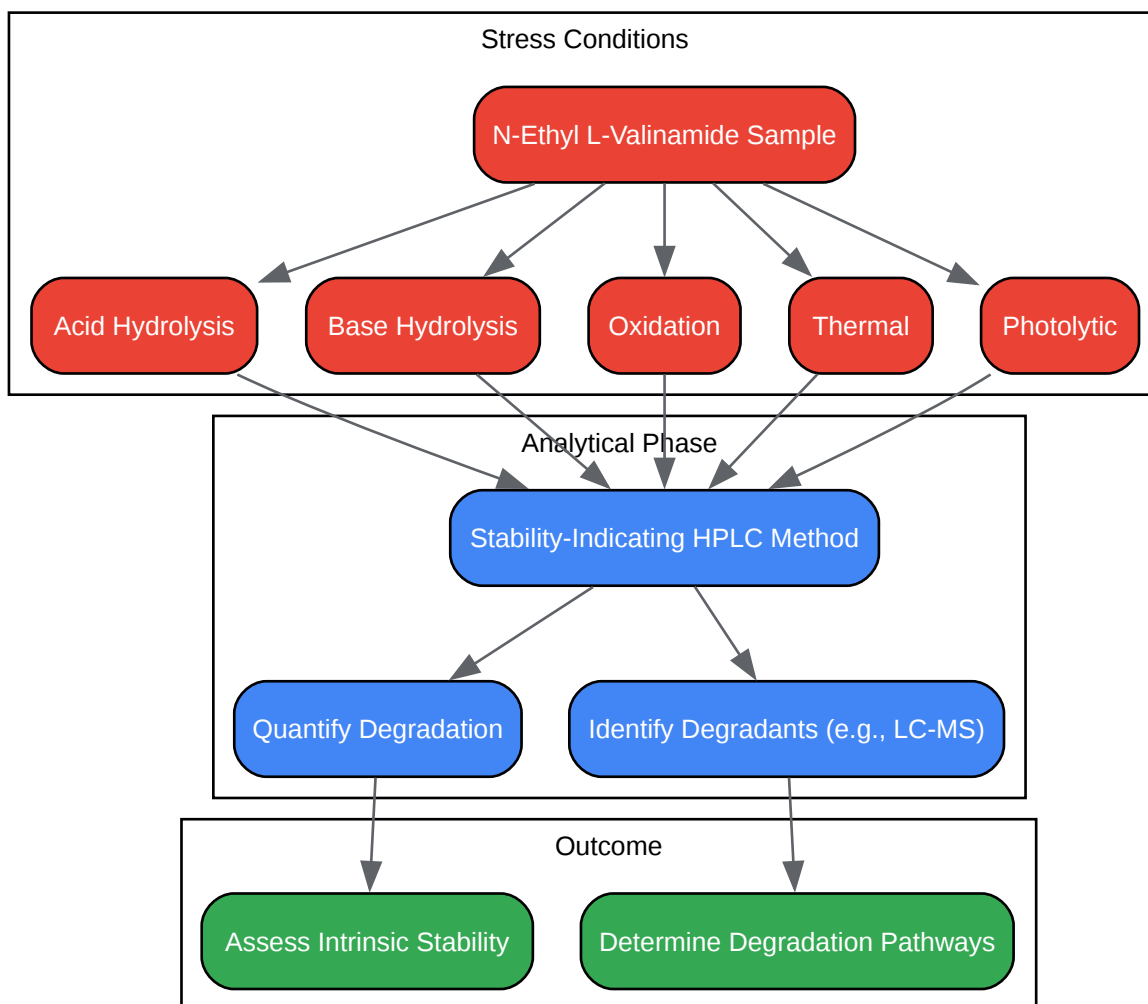 Stress Conditions
N-Ethyl L-Valinamide Sample
Acid Hydrolysis
Base Hydrolysis
Oxidation
Thermal
Photolytic
Analytical Phase
Stability-Indicating HPLC Method
Quantify Degradation
Identify Degradants (e.g., LC-MS)
Outcome
Assess Intrinsic Stability
Determine Degradation Pathways